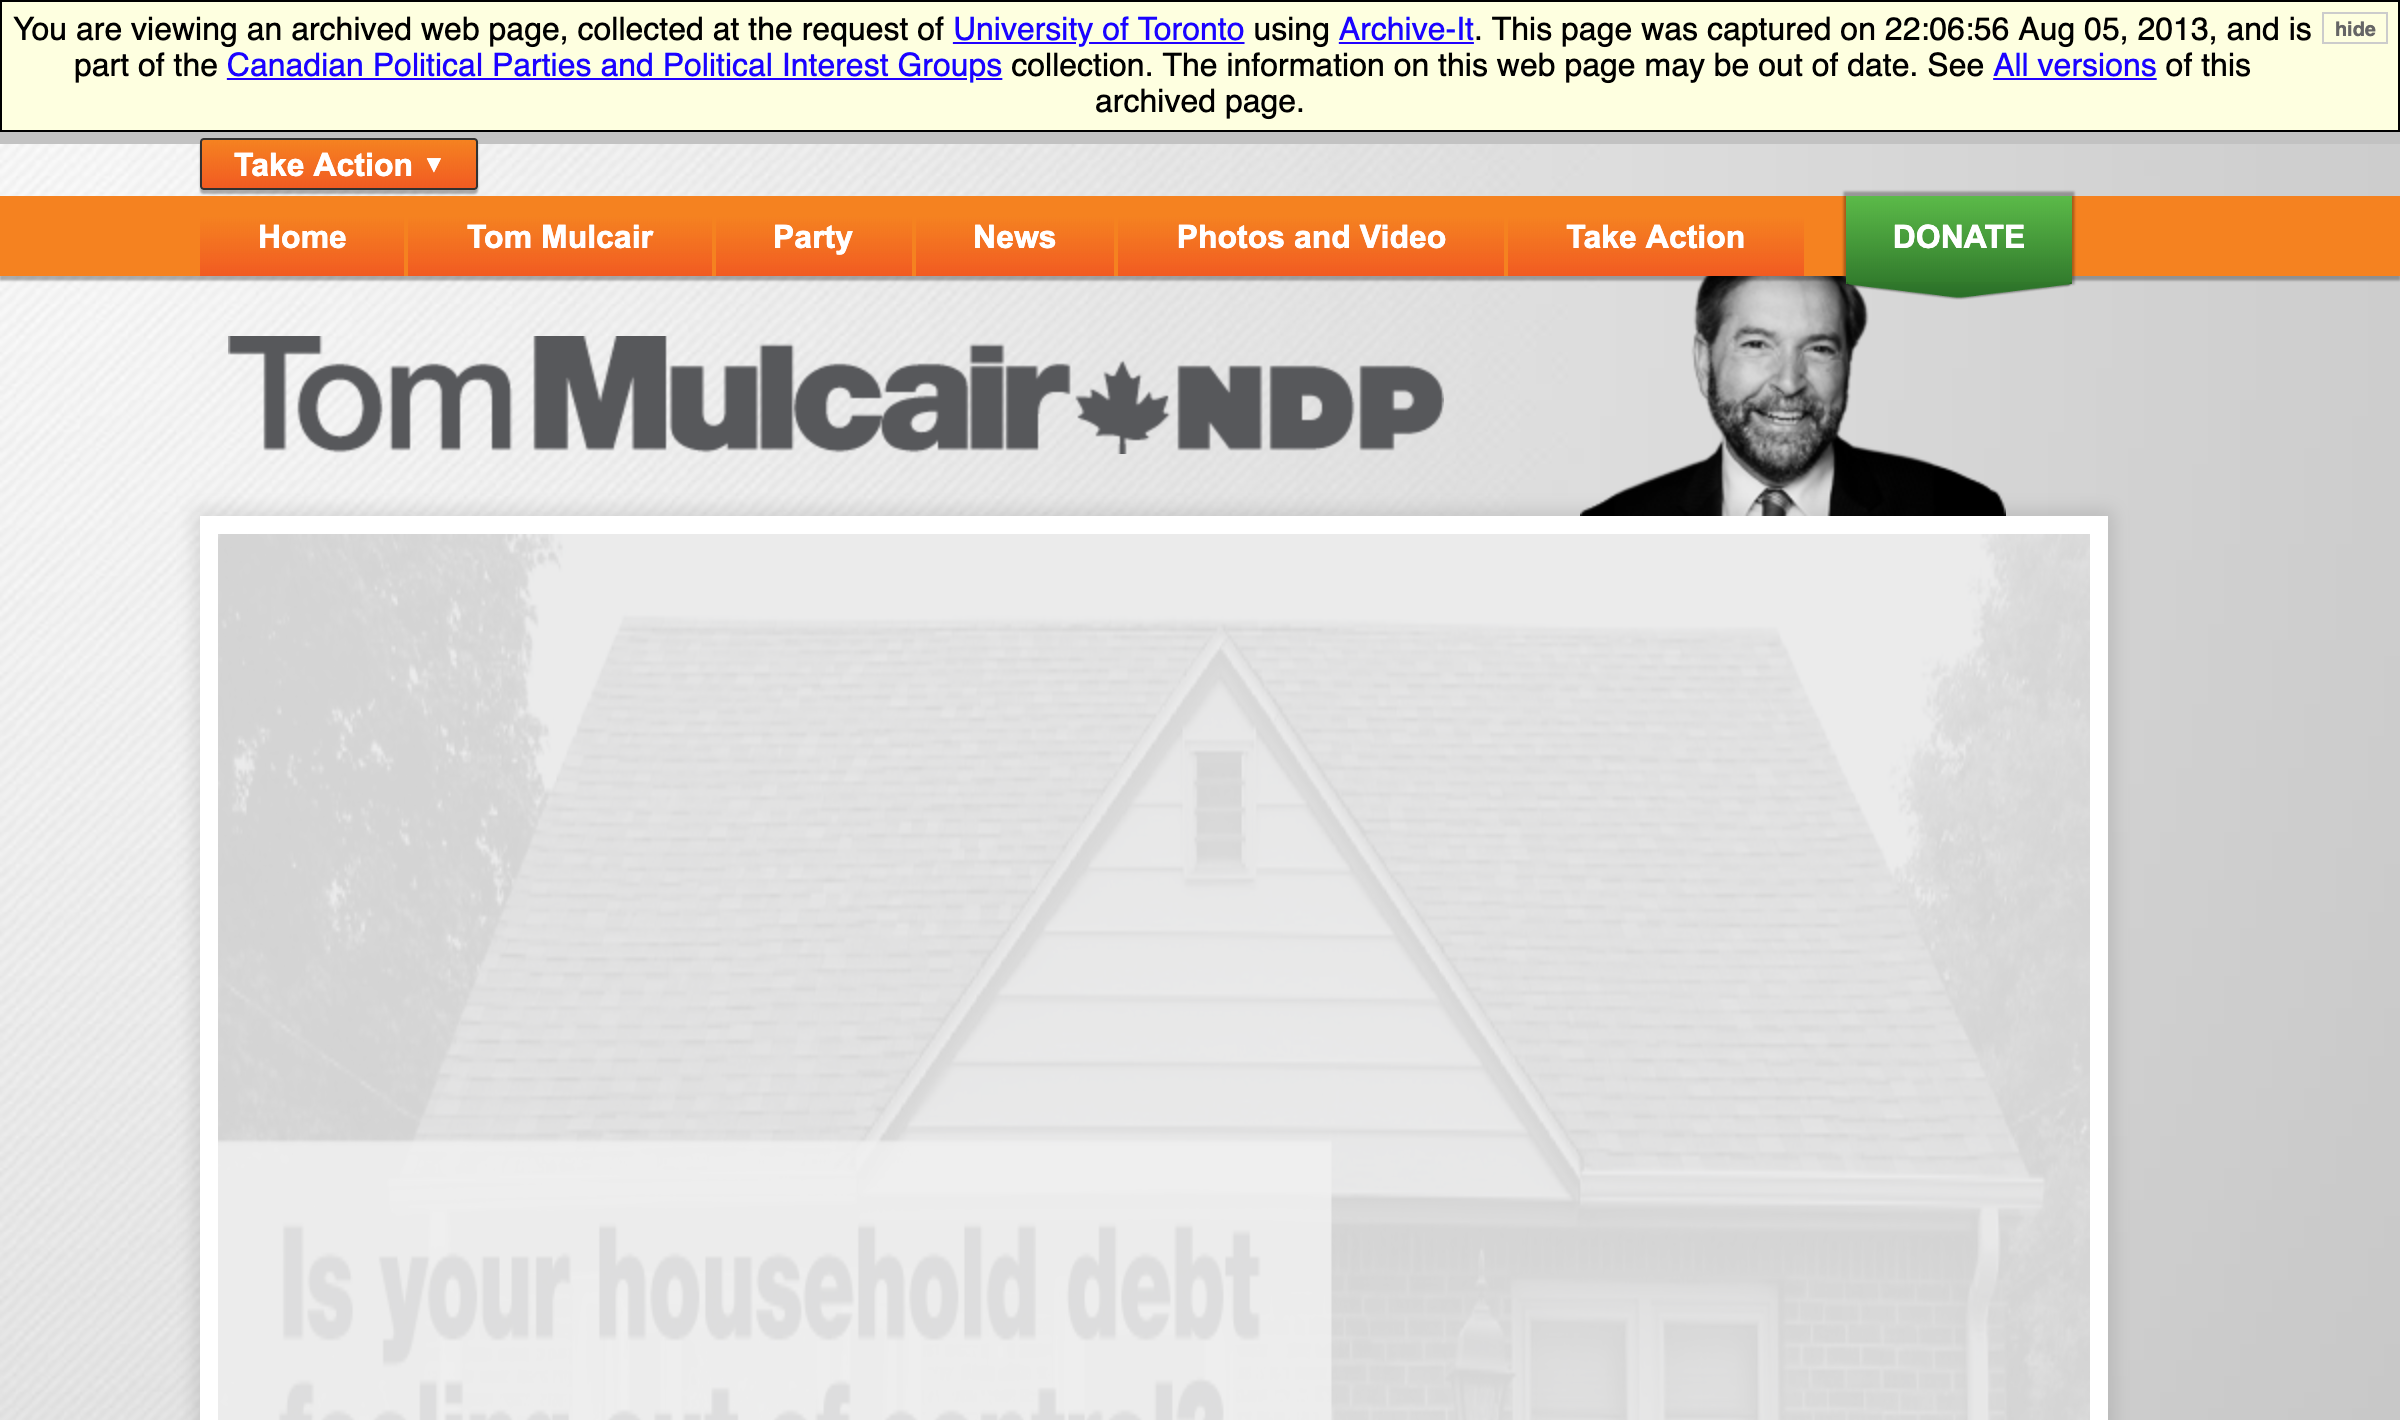 You are viewing an archived web page, collected at the request of University of Toronto using Archive-It. This page was captured on 22:06:56 Aug 05, 2013, and is hide
part of the Canadian Political Parties and Political Interest Groups collection. The information on this web page may be out of date. See All versions of this
archived page.
Take Action ▼
Home Tom Mulcair Party News Photos and Video Take Action DONATE
Tom Mulcair NDP
Is your household debt
feeling out of control?